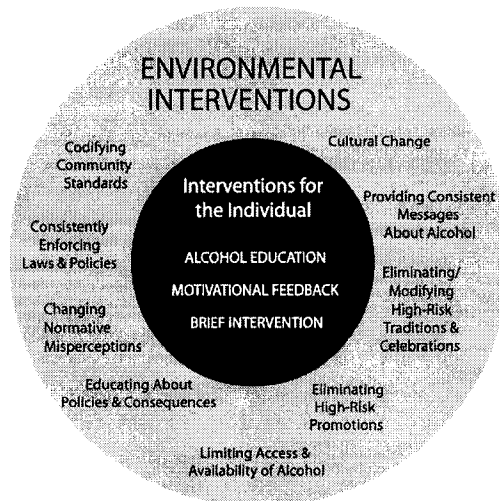 ENVIRONMENTAL
INTERVENTIONS
Cultural Change
Providing Consistent
Messages
About Alcohol
Eliminating/
Modifying
High-Risk
Traditions &
Celebrations
Eliminating
High-Risk
Promotions
Limiting Access &
Availability of Alcohol
Educating About
Policies & Consequences
Changing
Normative
Misperceptions
Consistently
Enforcing
Laws & Policies
Codifying
Community
Standards
Interventions for
the Individual
ALCOHOL EDUCATION
MOTIVATIONAL FEEDBACK
BRIEF INTERVENTION